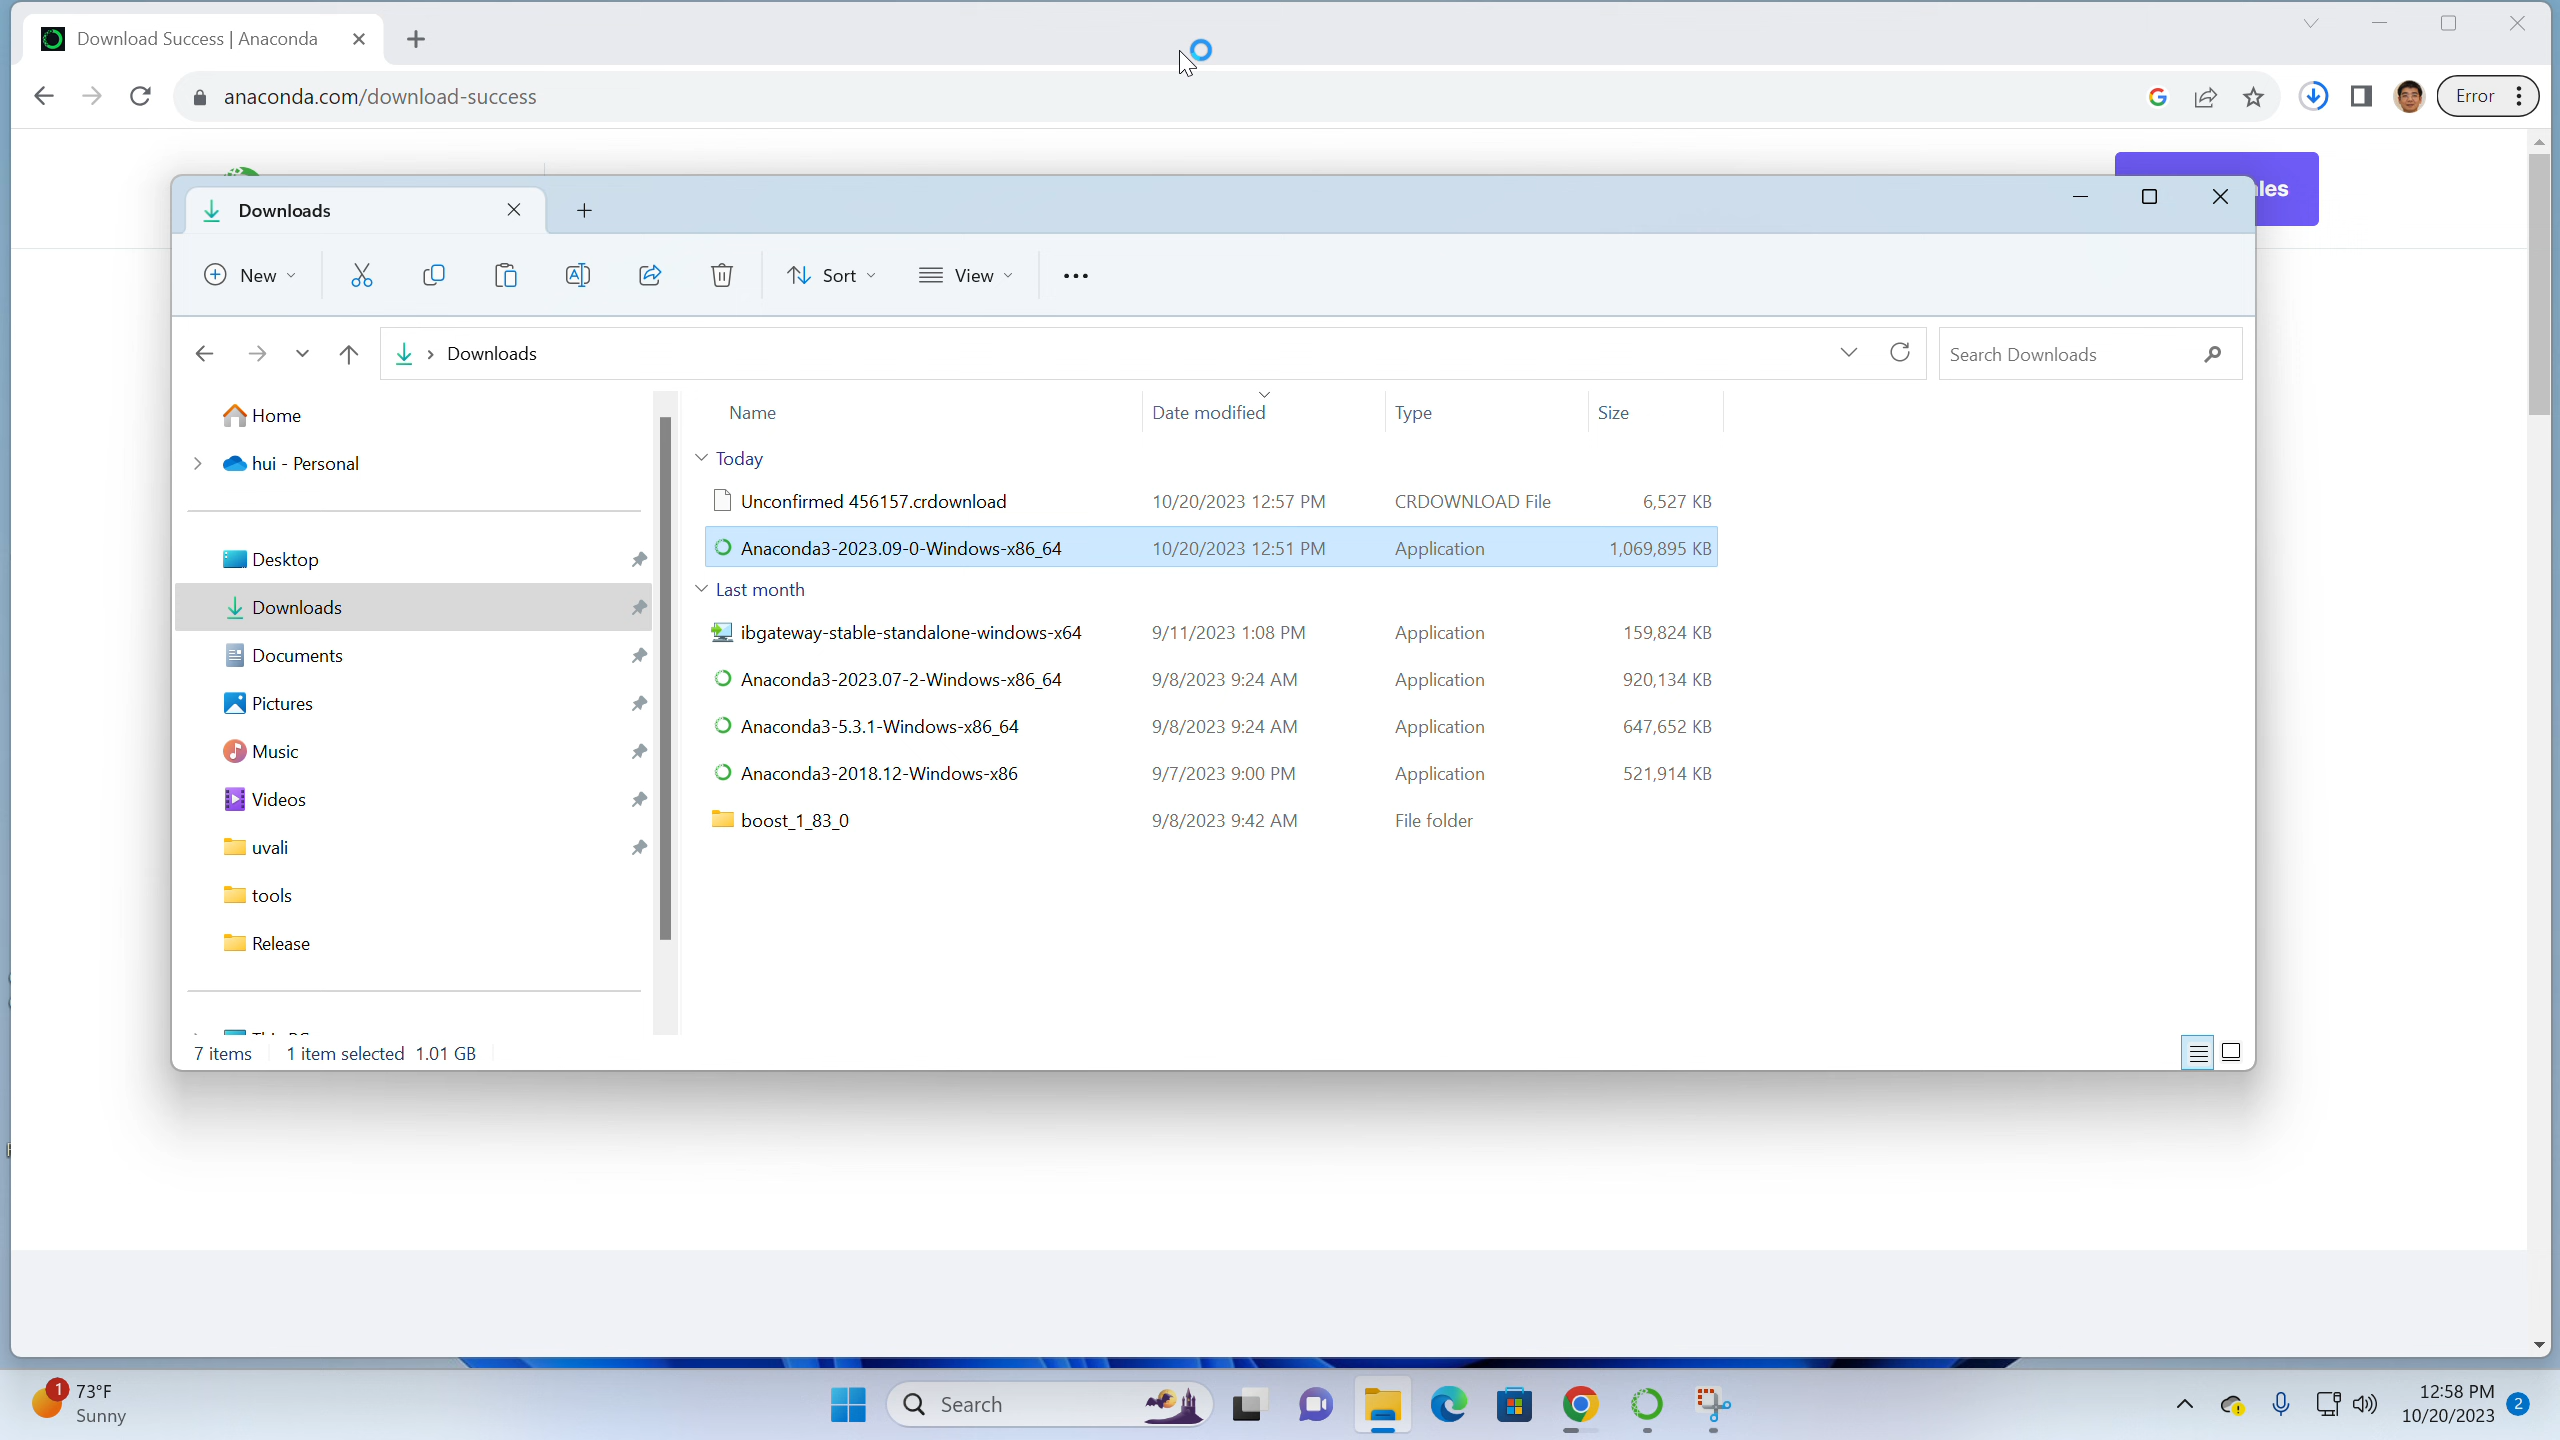 Download Success | Anaconda
anaconda.com/download-success
Error
les
Downloads
New
Sort
View
Downloads
Search Downloads
Home
hui - Personal
Desktop
Downloads
Documents
Pictures
Music
Videos
uvali
tools
Release
Name Date modified Type Size
Today
Unconfirmed 456157.crdownload 10/20/2023 12:57 PM CRDOWNLOAD File 6,527 KB
Anaconda3-2023.09-0-Windows-x86_64 10/20/2023 12:51 PM Application 1,069,895 KB
Last month
ibgateway-stable-standalone-windows-x64 9/11/2023 1:08 PM Application 159,824 KB
Anaconda3-2023.07-2-Windows-x86_64 9/8/2023 9:24 AM Application 920,134 KB
Anaconda3-5.3.1-Windows-x86_64 9/8/2023 9:24 AM Application 647,652 KB
Anaconda3-2018.12-Windows-x86 9/7/2023 9:00 PM Application 521,914 KB
boost_1_83_0 9/8/2023 9:42 AM File folder
7 items 1 item selected 1.01 GB
1
73°F
Sunny
Search
12:58 PM
10/20/2023
2